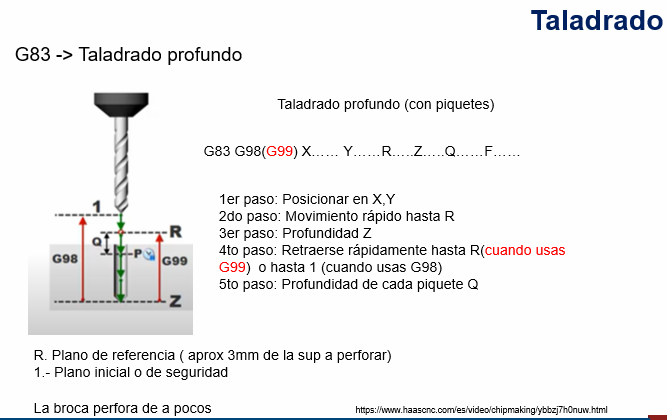 Taladrado
G83 -> Taladrado profundo
Taladrado profundo (con piquetes)
G83 G98(G99) X…… Y……R…..Z…..Q……F……
1er paso: Posicionar en X,Y
2do paso: Movimiento rápido hasta R
3er paso: Profundidad Z
4to paso: Retraerse rápidamente hasta R(cuando usas
G99)  o hasta 1 (cuando usas G98)
5to paso: Profundidad de cada piquete Q
1
R
Q
P
G98
G99
Z
R. Plano de referencia ( aprox 3mm de la sup a perforar)
1.- Plano inicial o de seguridad
La broca perfora de a pocos
https://www.haascnc.com/es/video/chipmaking/ybbzj7h0nuw.html